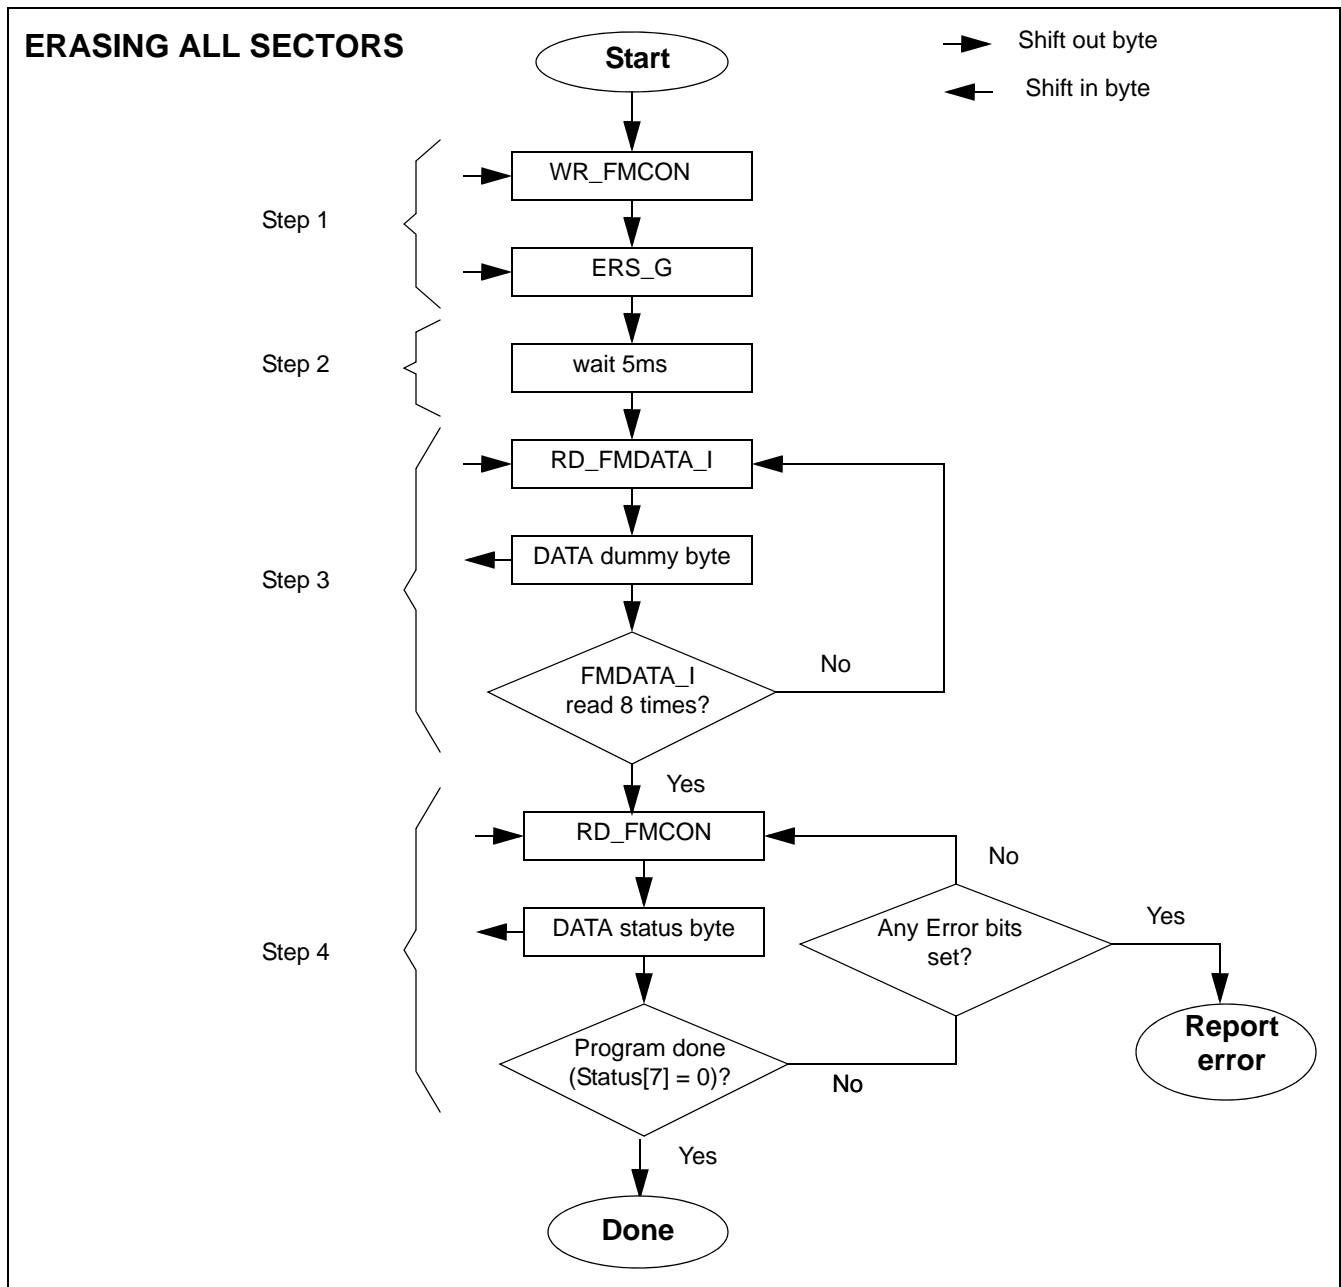 ERASING ALL SECTORS
Start
Shift out byte
Shift in byte
WR_FMCON
Step 1
ERS_G
Step 2
wait 5ms
RD_FMDATA_I
DATA dummy byte
Step 3
FMDATA_I
read 8 times?
No
Yes
RD_FMCON
No
DATA status byte
Any Error bits
set?
Yes
Step 4
Program done
(Status[7] = 0)?
No
Report
error
Yes
Done